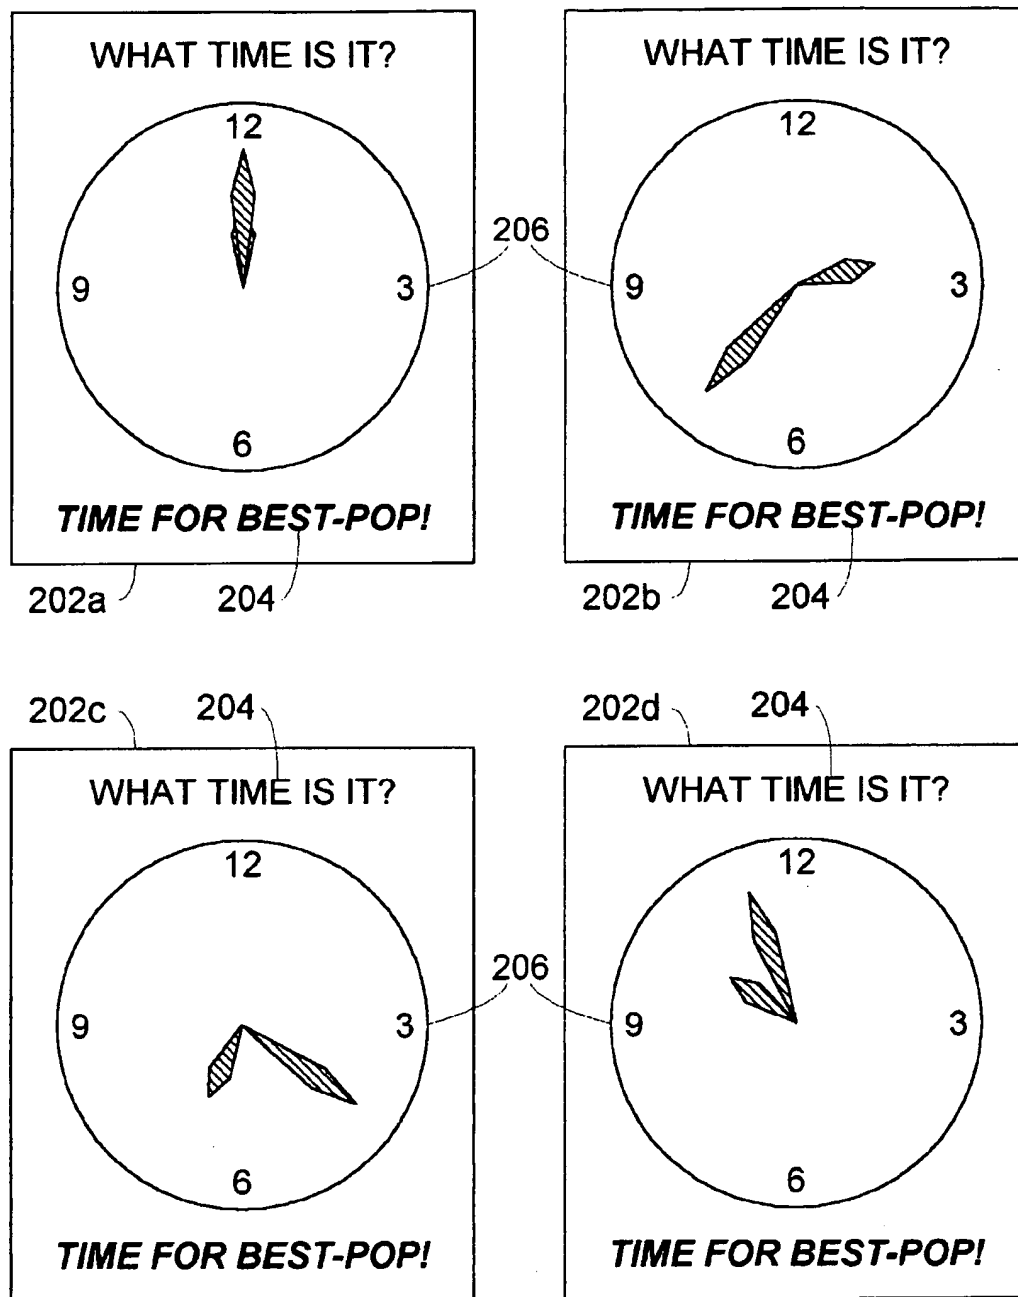 WHAT TIME IS IT?
12
9
3
6
TIME FOR BEST-POP!
202a
204
WHAT TIME IS IT?
12
206
9
3
6
TIME FOR BEST-POP!
202b
204
202c
204
WHAT TIME IS IT?
12
9
3
6
TIME FOR BEST-POP!
202d
204
WHAT TIME IS IT?
12
206
9
3
6
TIME FOR BEST-POP!